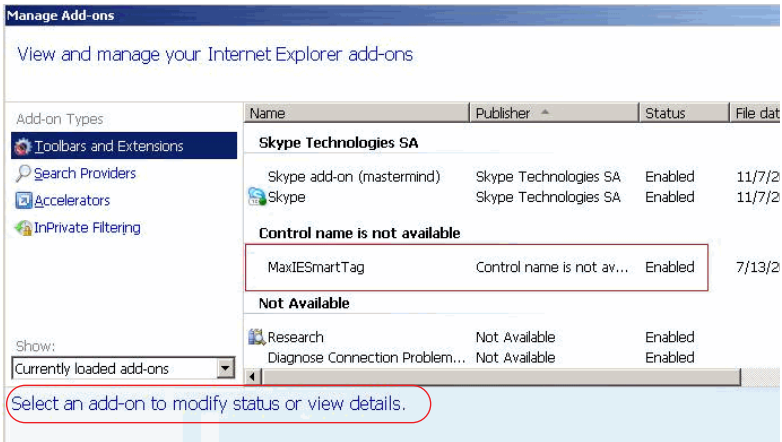 Manage Add-ons
View and manage your Internet Explorer add-ons
Add-on Types
Toolbars and Extensions
Search Providers
Accelerators
InPrivate Filtering
Show:
Currently loaded add-ons
Name Publisher Status File dat
Skype Technologies SA
Skype add-on (mastermind) Skype Technologies SA Enabled 11/7/2
Skype Skype Technologies SA Enabled 11/7/2
Control name is not available
MaxIESmartTag Control name is not av... Enabled 7/13/2
Not Available
Research Not Available Enabled
Diagnose Connection Problem... Not Available Enabled
Select an add-on to modify status or view details.